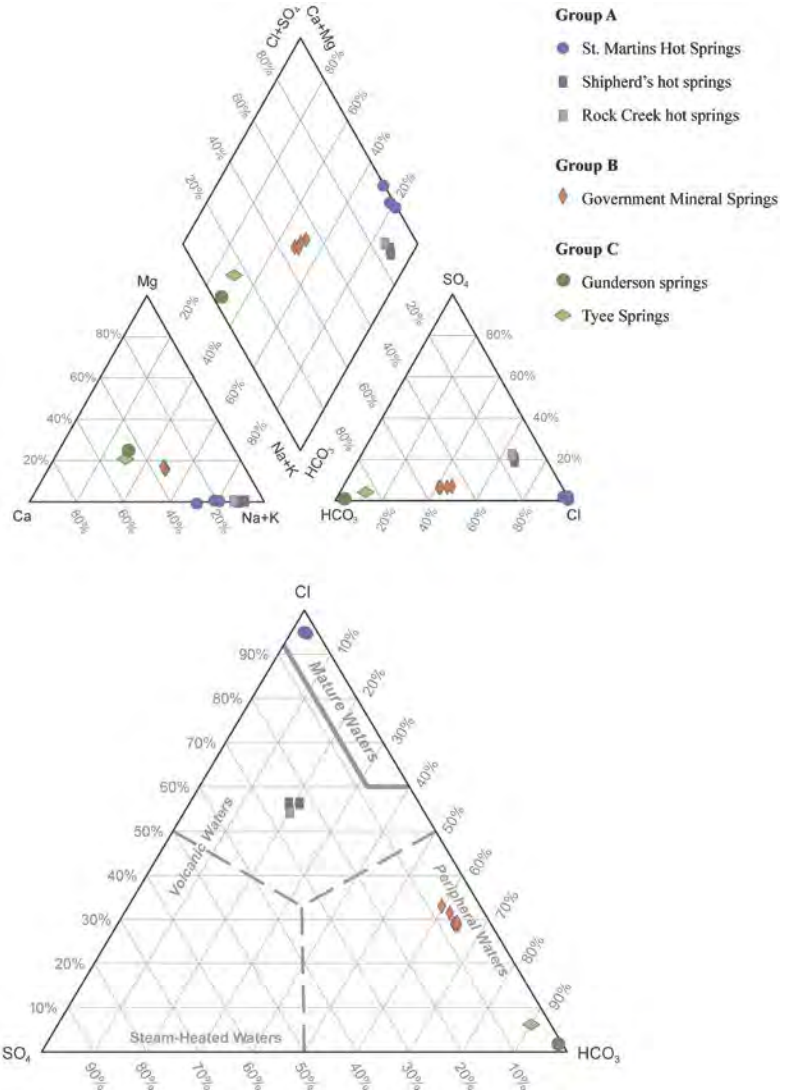 Group A
St. Martins Hot Springs
Shipherd's hot springs
Rock Creek hot springs
Group B
Government Mineral Springs
Group C
Gunderson springs
Tyee Springs
Cl+SO₄
Ca+Mg
80%
80%
60%
60%
40%
40%
20%
20%
20%
40%
60%
80%
Na+K
HCO₃
20%
40%
60%
80%
Mg
80%
60%
40%
20%
Ca
80%
60%
40%
20%
Na+K
SO₄
80%
60%
40%
20%
HCO₃
20%
40%
60%
80%
Cl
Cl
90%
80%
70%
60%
50%
40%
30%
20%
10%
10%
20%
30%
40%
50%
60%
70%
80%
90%
Mature Waters
Volcanic Waters
Peripheral Waters
Steam-Heated Waters
SO₄
HCO₃
90%
80%
70%
60%
50%
40%
30%
20%
10%